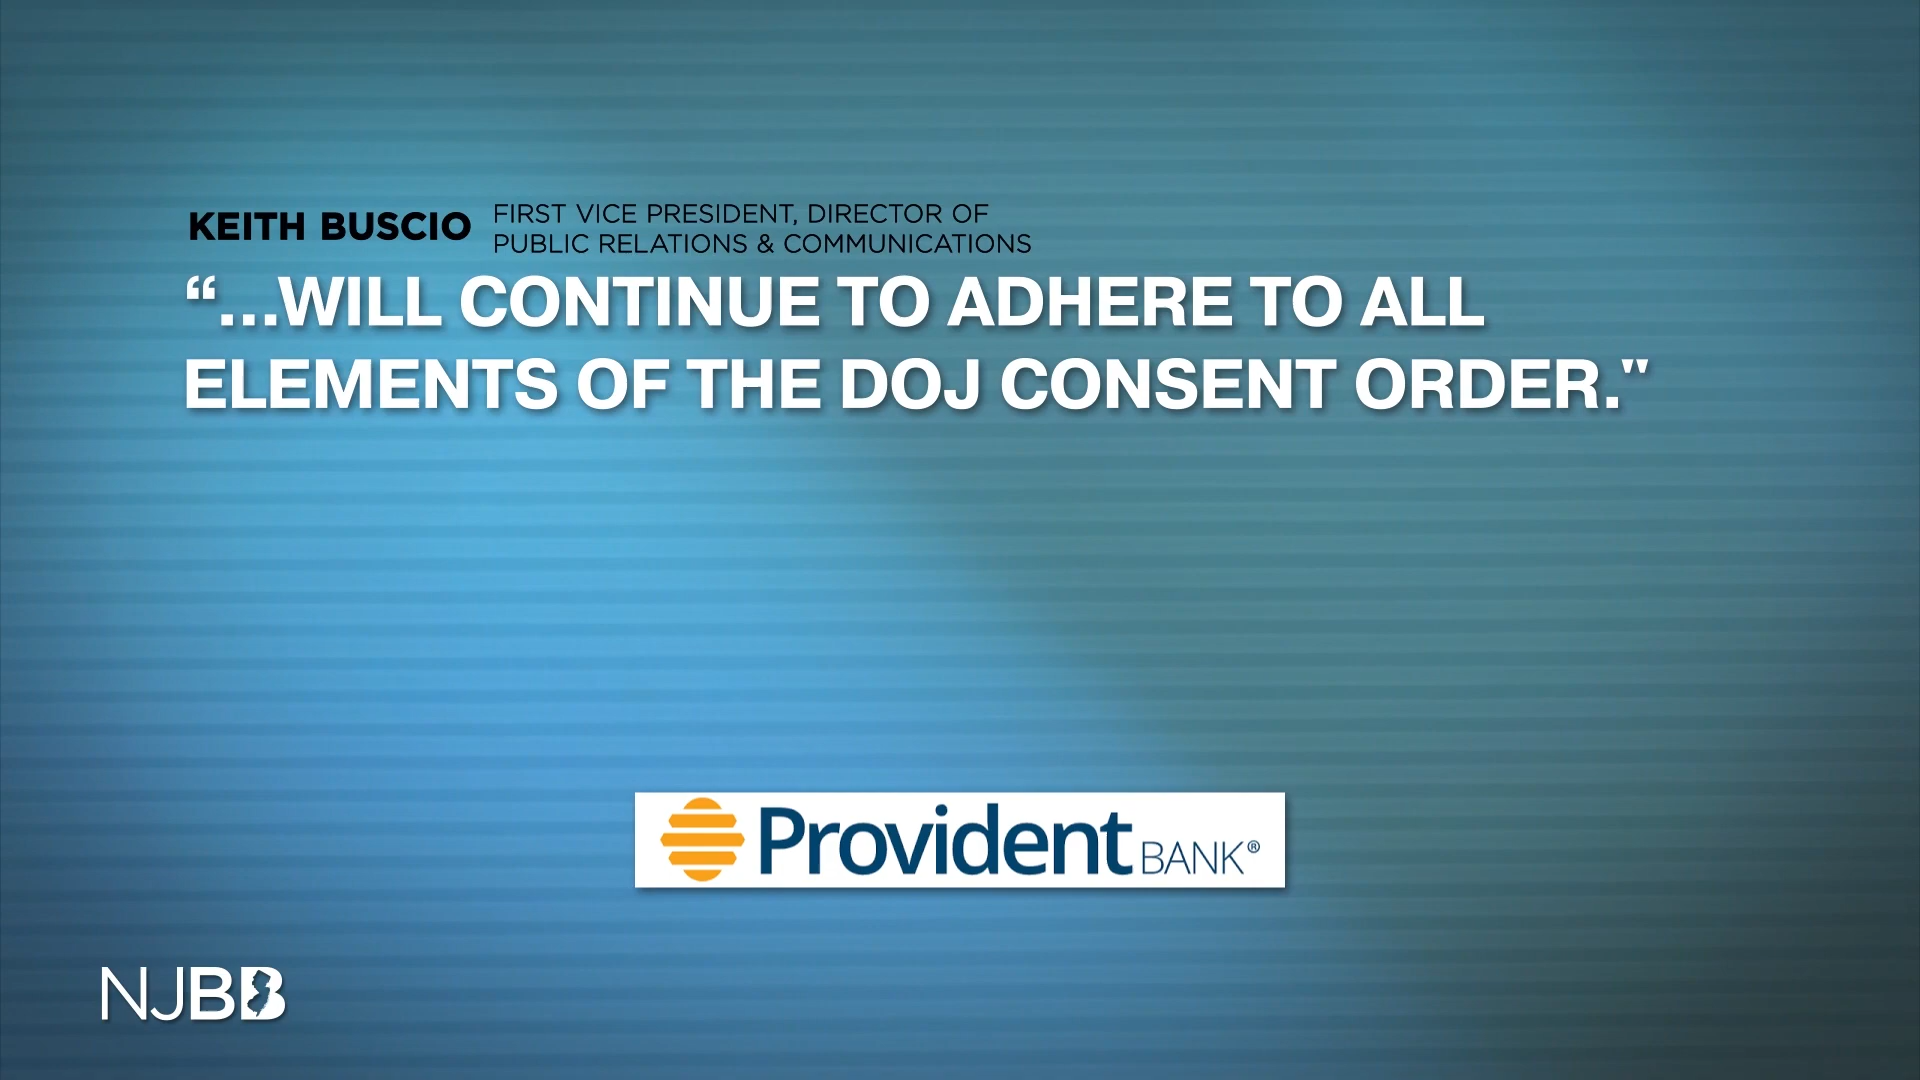 KEITH BUSCIO FIRST VICE PRESIDENT, DIRECTOR OF
PUBLIC RELATIONS & COMMUNICATIONS
“...WILL CONTINUE TO ADHERE TO ALL
ELEMENTS OF THE DOJ CONSENT ORDER."
Provident BANK®
NJBB